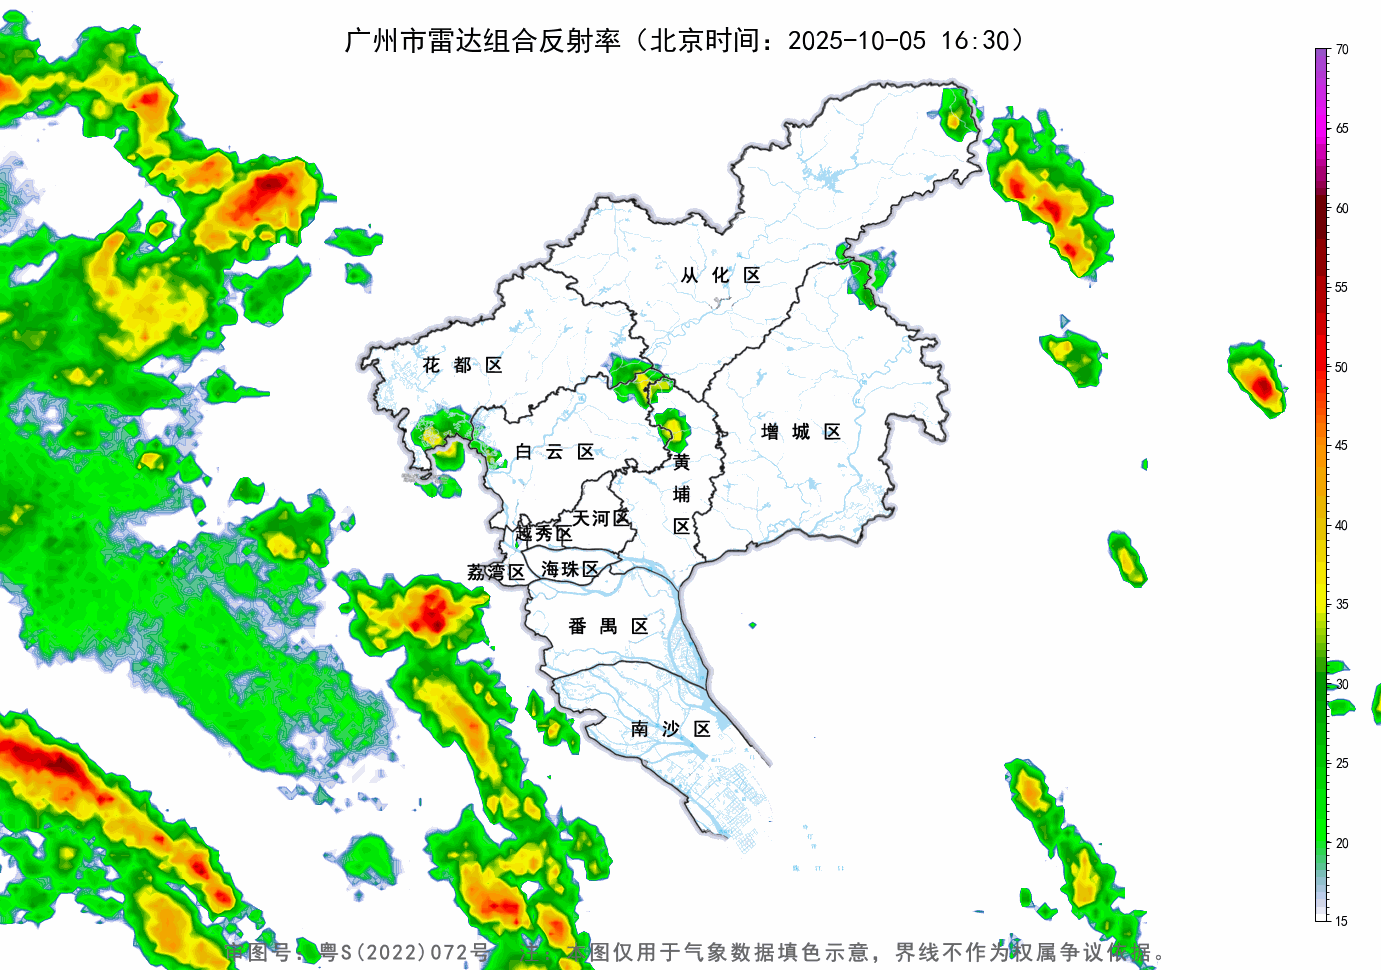 广州市雷达组合反射率（北京时间：2025-10-05 16:30）
70
65
60
55
50
45
40
35
30
25
20
15
从化区
花都区
增城区
白云区
黄埔区
天河区
越秀区
荔湾区
海珠区
番禺区
南沙区
审图号：粤S(2022)072号 注：本图仅用于气象数据填色示意，界线不作为权属争议依据。